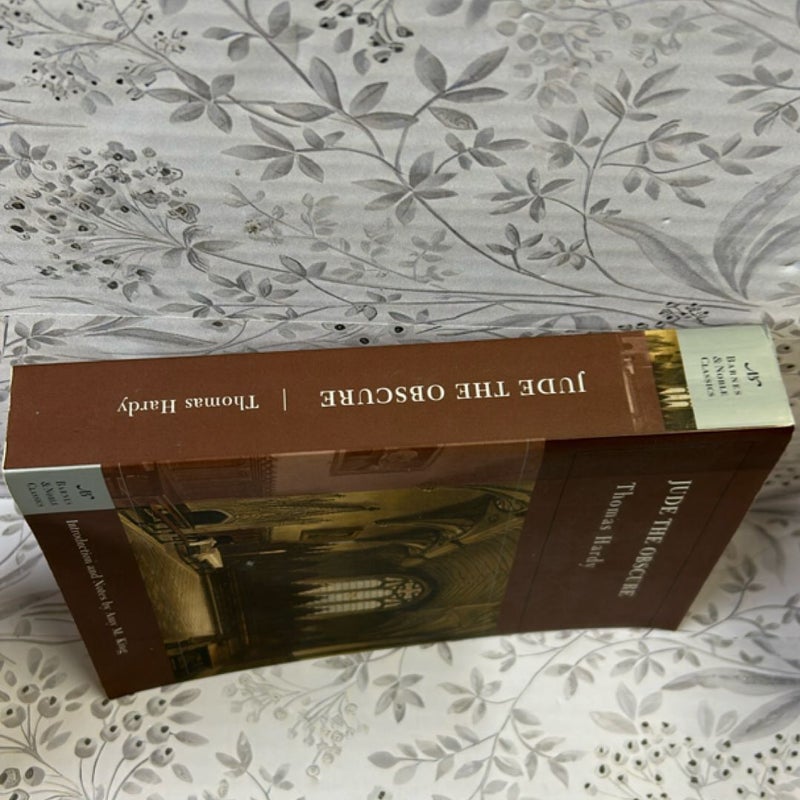 JUDE THE OBSCURE | Thomas Hardy
BARNES
& NOBLE
CLASSICS
JUDE THE OBSCURE
Thomas Hardy
BARNES
& NOBLE
CLASSICS
Introduction and Notes by Amy M. King